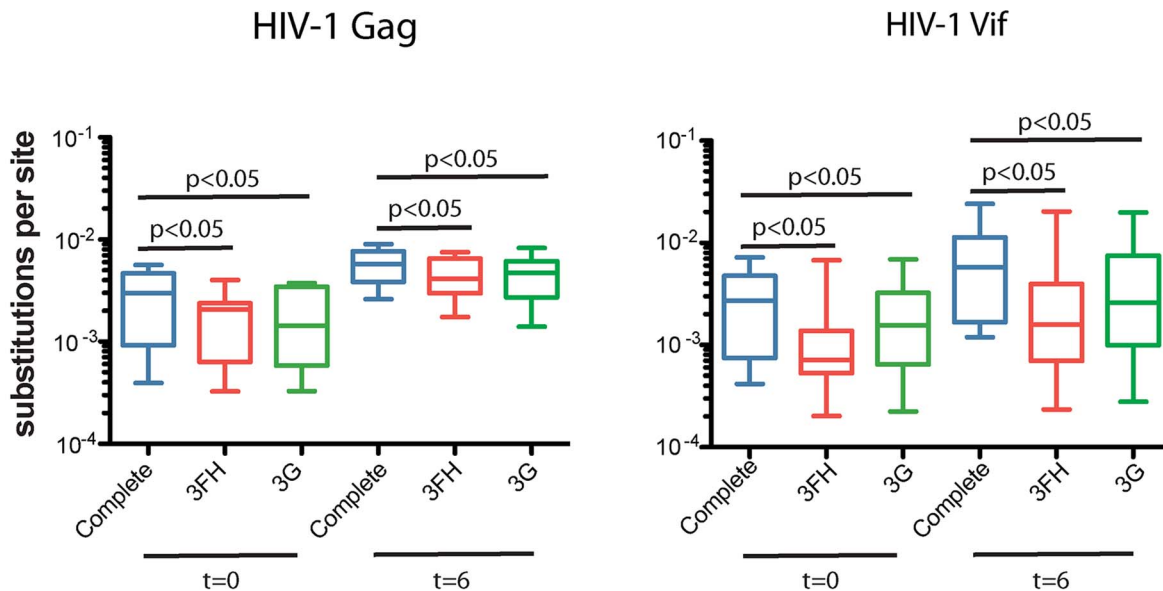 HIV-1 Gag
substitutions per site
10⁻¹
10⁻²
10⁻³
10⁻⁴
p<0.05
p<0.05
p<0.05
p<0.05
Complete
3FH
3G
Complete
3FH
3G
t=0
t=6
HIV-1 Vif
10⁻¹
10⁻²
10⁻³
10⁻⁴
p<0.05
p<0.05
p<0.05
p<0.05
Complete
3FH
3G
Complete
3FH
3G
t=0
t=6